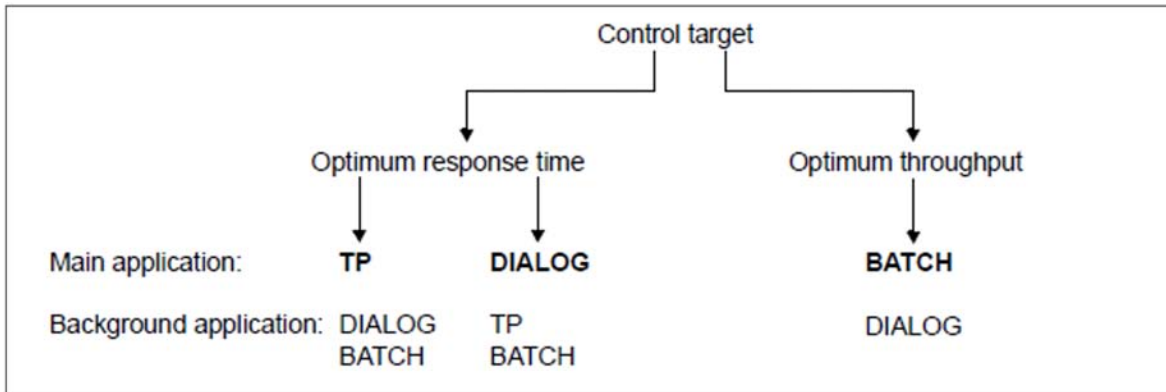 Control target
Optimum response time Optimum throughput
Main application: TP DIALOG BATCH
Background application: DIALOG TP DIALOG
BATCH BATCH